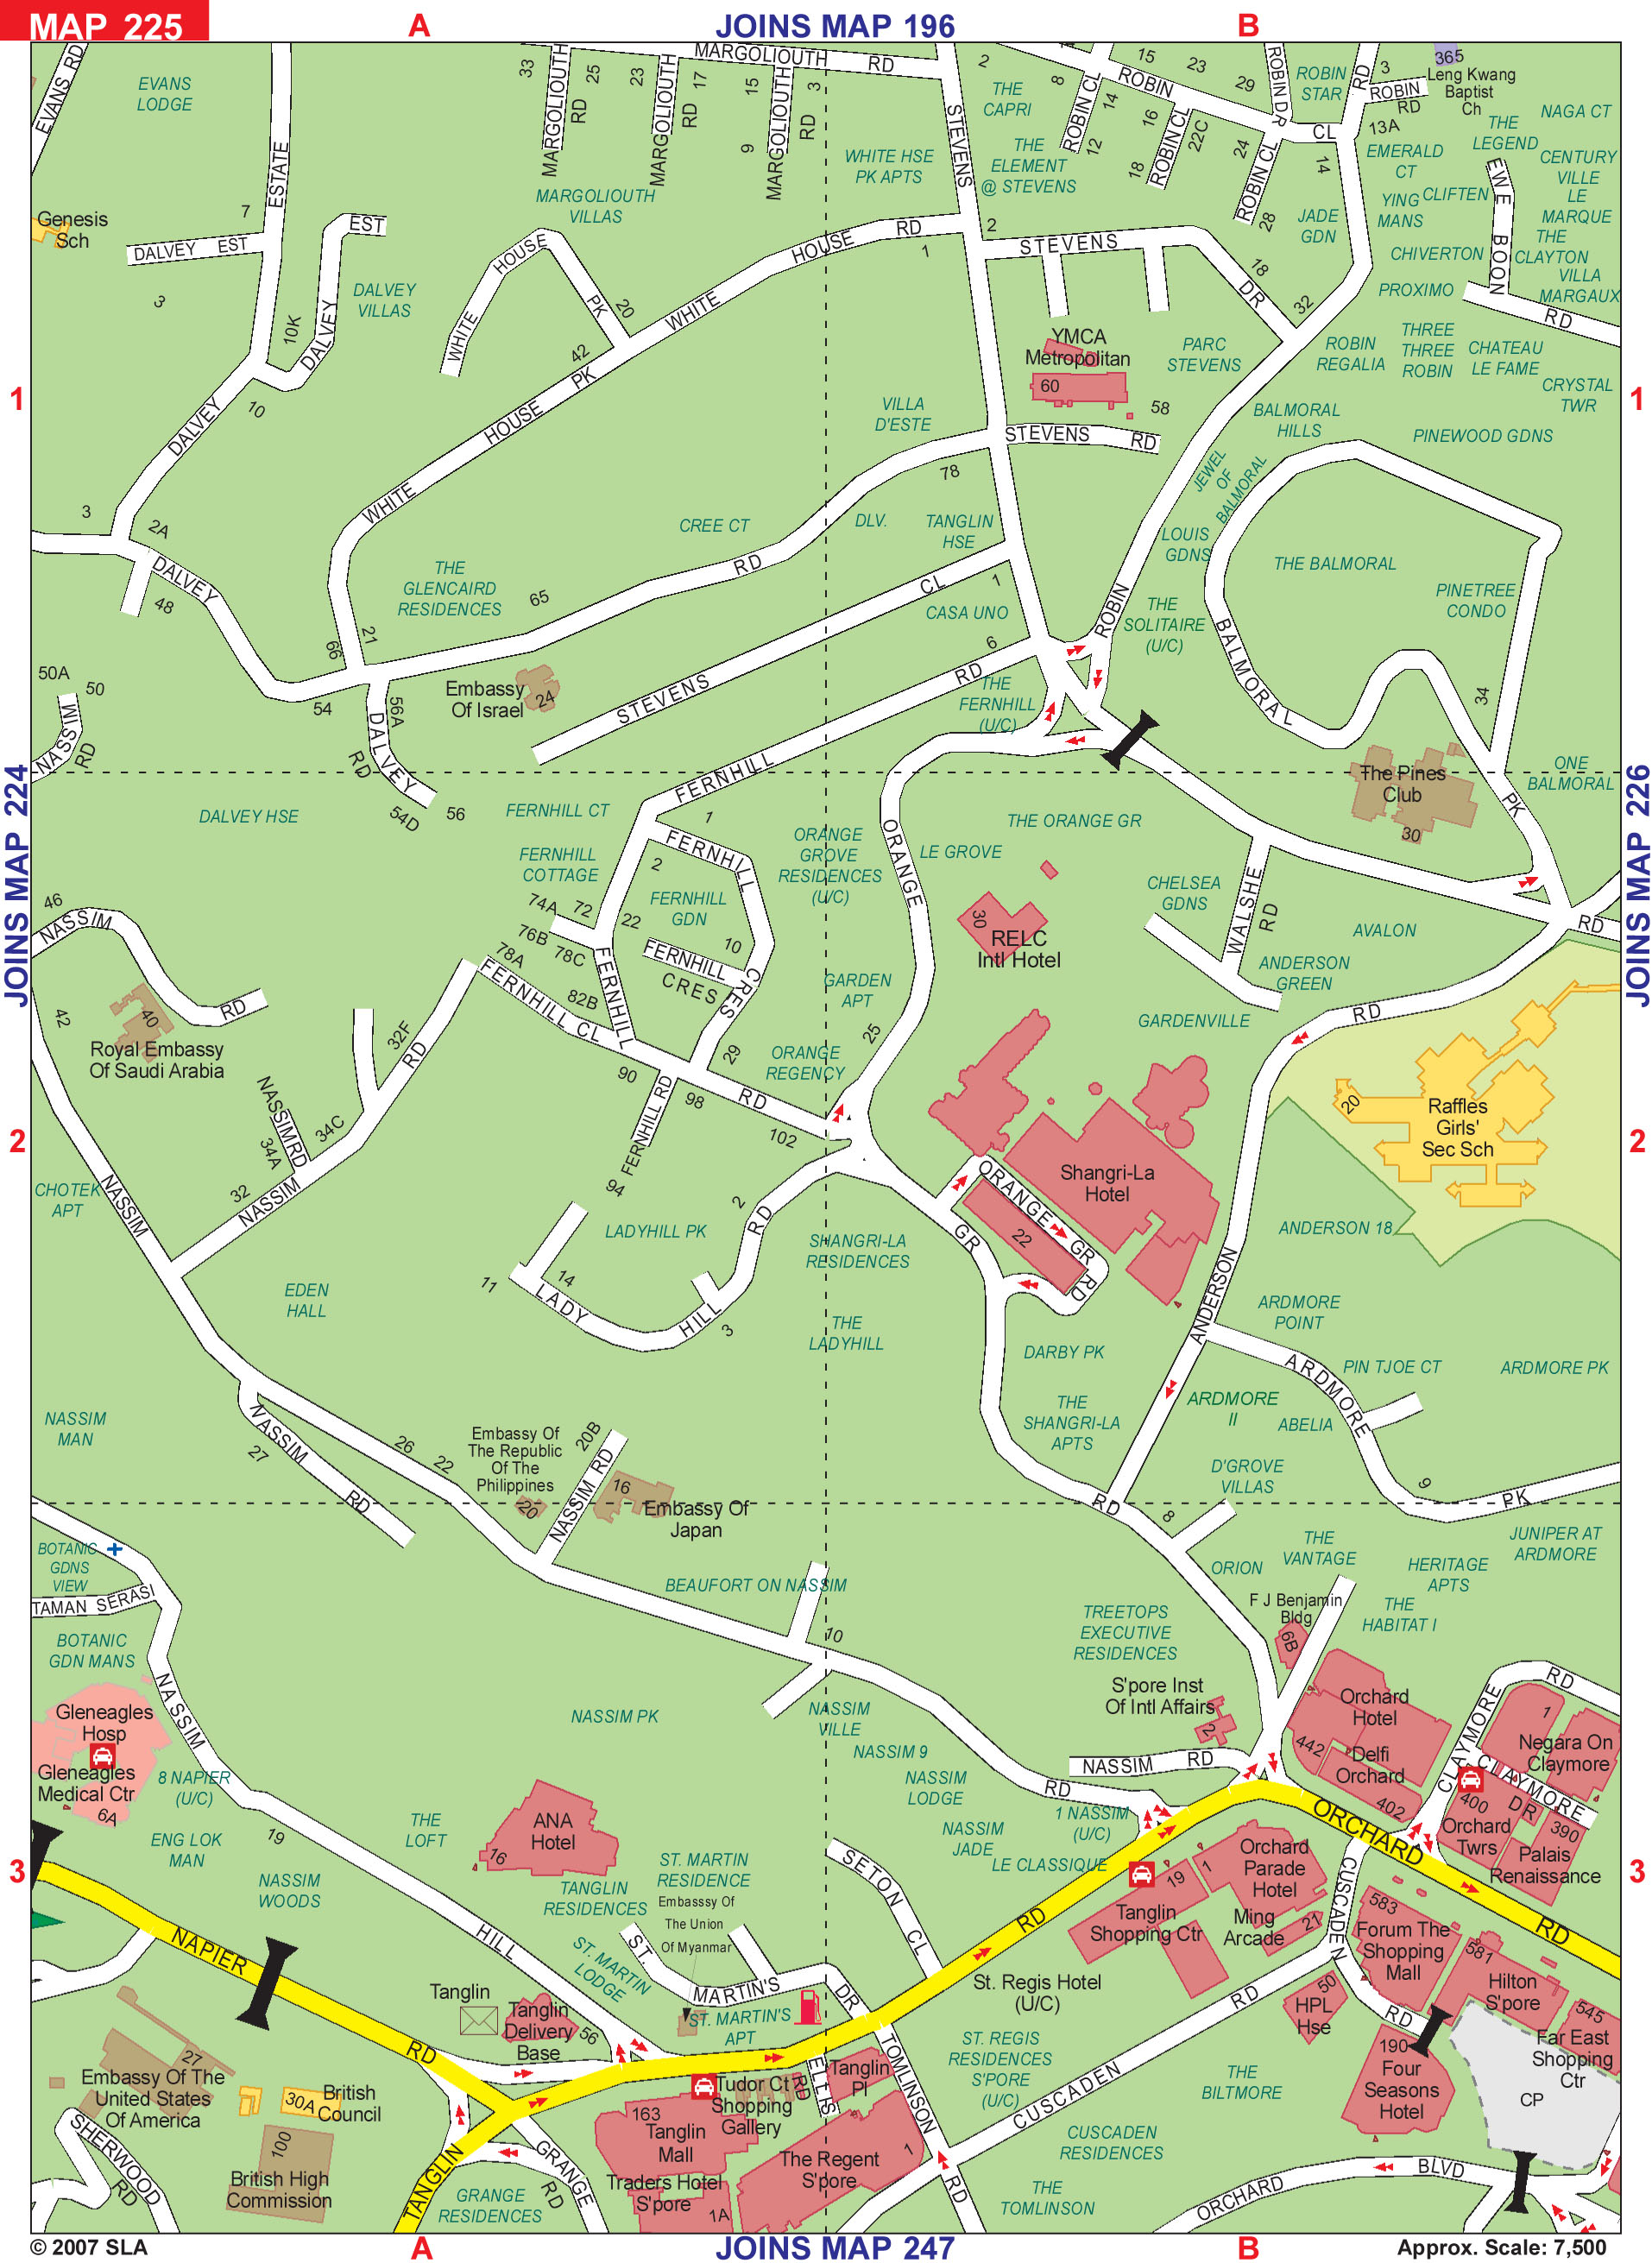 MAP 225
A
JOINS MAP 196
B
EVANS RD
EVANS
LODGE
ESTATE
33
MARGOLIOUTH
RD
25
23
MARGOLIOUTH
RD
17
15
9
MARGOLIOUTH
RD
3
MARGOLIOUTH
RD
STEVENS
2
THE
CAPRI
8
14
ROBIN CL
12
15
23
29
ROBIN
16
18
ROBIN CL
22C
24
ROBIN CL
28
ROBIN DR
ROBIN
STAR
CL
14
RD
3
ROBIN
RD
13A
365
Leng Kwang
Baptist
Ch
NAGA CT
THE
LEGEND
EMERALD
CT
CENTURY
VILLE
LE
MARQUE
THE
CLAYTON
VILLA
MARGAUX
YING
MANS
CLIFTEN
EWE BOON
RD
CHIVERTON
PROXIMO
WHITE HSE
PK APTS
THE
ELEMENT
@ STEVENS
JADE
GDN
MARGOLIOUTH
VILLAS
Genesis
Sch
7
DALVEY EST
3
EST
DALVEY
10K
DALVEY
VILLAS
WHITE
HOUSE
PK
20
WHITE
HOUSE
RD
1
2
STEVENS
DR
18
32
42
PK
HOUSE
WHITE
YMCA
Metropolitan
60
58
PARC
STEVENS
ROBIN
REGALIA
THREE
THREE
ROBIN
CHATEAU
LE FAME
CRYSTAL
TWR
1
1
10
DALVEY
VILLA
D'ESTE
STEVENS
RD
BALMORAL
HILLS
PINEWOOD GDNS
JEWEL
OF
BALMORAL
78
3
2A
DALVEY
48
CREE CT
DLV.
TANGLIN
HSE
LOUIS
GDNS
THE BALMORAL
PINETREE
CONDO
THE
GLENCAIRD
RESIDENCES
65
RD
CL
1
CASA UNO
ROBIN
THE
SOLITAIRE
(U/C)
BALMORAL
34
66
21
6
RD
THE
FERNHILL
(U/C)
50A
50
NASSIM
RD
54
56A
DALVEY
RD
54D
56
Embassy
Of Israel
24
STEVENS
FERNHILL
The Pines
Club
30
PK
ONE
BALMORAL
JOINS MAP 224
JOINS MAP 226
DALVEY HSE
FERNHILL CT
1
FERNHILL
FERNHILL
COTTAGE
2
FERNHILL
GDN
ORANGE
GROVE
RESIDENCES
(U/C)
ORANGE
LE GROVE
THE ORANGE GR
CHELSEA
GDNS
WALSHE
RD
AVALON
RD
46
NASSIM
RD
74A
72
22
76B
78C
78A
10
FERNHILL
CRES
CRES
82B
FERNHILL
FERNHILL CL
30
RELC
Intl Hotel
ANDERSON
GREEN
GARDEN
APT
GARDENVILLE
RD
42
40
Royal Embassy
Of Saudi Arabia
32F
RD
25
29
90
98
RD
102
ORANGE
REGENCY
FERNHILL RD
94
NASSIM RD
34A
34C
32
NASSIM
2
2
20
Raffles
Girls'
Sec Sch
Shangri-La
Hotel
ORANGE
GR
RD
22
CHOTEK
APT
NASSIM
2
RD
LADYHILL PK
GR
SHANGRI-LA
RESIDENCES
ANDERSON 18
11
14
LADY
HILL
3
EDEN
HALL
ANDERSON
ARDMORE
POINT
THE
LADYHILL
DARBY PK
ARDMORE
PIN TJOE CT
ARDMORE PK
THE
SHANGRI-LA
APTS
ARDMORE
II
ABELIA
NASSIM
MAN
NASSIM
27
RD
26
22
Embassy Of
The Republic
Of The
Philippines
20
20B
NASSIM RD
16
Embassy Of
Japan
D'GROVE
VILLAS
9
PK
RD
8
BOTANIC
GDNS
VIEW
TAMAN SERASI
BEAUFORT ON NASSIM
ORION
THE
VANTAGE
HERITAGE
APTS
JUNIPER AT
ARDMORE
THE
HABITAT I
F J Benjamin
Bldg
6B
10
TREETOPS
EXECUTIVE
RESIDENCES
BOTANIC
GDN MANS
NASSIM
Gleneagles
Hosp
Gleneagles
Medical Ctr
6A
8 NAPIER
(U/C)
NASSIM PK
NASSIM
VILLE
NASSIM 9
S'pore Inst
Of Intl Affairs
2
Orchard
Hotel
442
Delfi
Orchard
402
RD
CLAYMORE
1
Negara On
Claymore
CLAYMORE
DR
400
Orchard
Twrs
390
Palais
Renaissance
NASSIM
RD
RD
NASSIM
LODGE
1 NASSIM
(U/C)
NASSIM
JADE
LE CLASSIQUE
ORCHARD
ENG LOK
MAN
19
THE
LOFT
ANA
Hotel
16
3
3
NASSIM
WOODS
ST. MARTIN
RESIDENCE
TANGLIN
RESIDENCES
Embasssy Of
The Union
Of Myanmar
SETON
CL
RD
19
Tanglin
Shopping Ctr
1
Orchard
Parade
Hotel
Ming
Arcade
21
CUSCADEN
583
Forum The
Shopping
Mall
581
Hilton
S'pore
RD
NAPIER
HILL
ST. MARTIN
LODGE
ST.
MARTIN'S
DR
ST. MARTIN'S
APT
St. Regis Hotel
(U/C)
RD
50
HPL
Hse
RD
545
Far East
Shopping
Ctr
Tanglin
Tanglin
Delivery
Base
56
RD
TOMLINSON
ST. REGIS
RESIDENCES
S'PORE
(U/C)
190
Four
Seasons
Hotel
CP
27
Embassy Of The
United States
Of America
30A
British
Council
Tudor Ct
Shopping
Gallery
ELLIS
RD
Tanglin
Pl
CUSCADEN
THE
BILTMORE
163
Tanglin
Mall
100
SHERWOOD
RD
British High
Commission
TANGLIN
GRANGE
RD
GRANGE
RESIDENCES
Traders Hotel
S'pore
1A
The Regent
S'pore
1
RD
CUSCADEN
RESIDENCES
THE
TOMLINSON
ORCHARD
BLVD
© 2007 SLA
A
JOINS MAP 247
B
Approx. Scale: 7,500